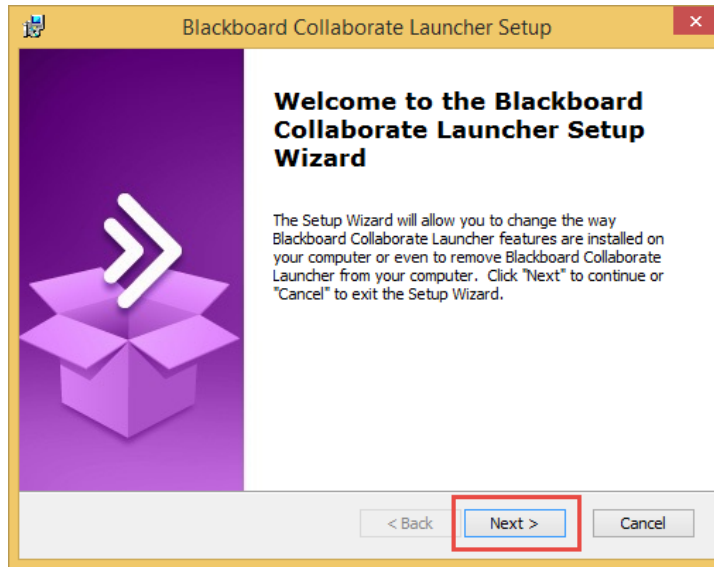 Blackboard Collaborate Launcher Setup
Welcome to the Blackboard
Collaborate Launcher Setup
Wizard
The Setup Wizard will allow you to change the way
Blackboard Collaborate Launcher features are installed on
your computer or even to remove Blackboard Collaborate
Launcher from your computer.  Click "Next" to continue or
"Cancel" to exit the Setup Wizard.
< Back Next > Cancel